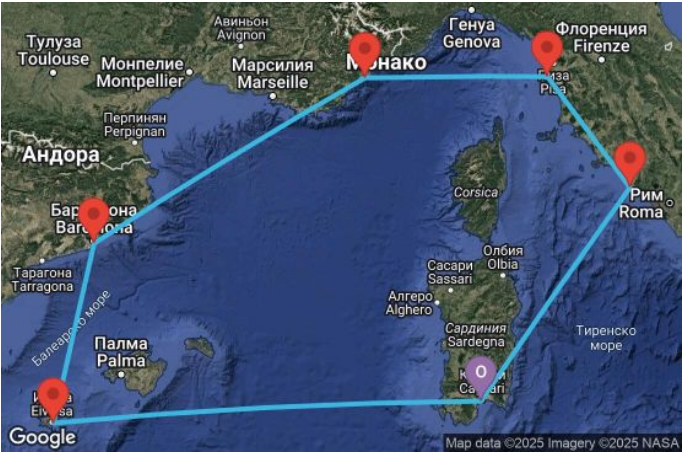 Авиньон
Avignon
Генуа
Genova
Флоренция
Firenze
Тулуза
Toulouse
Монпелие
Montpellier
Марсилия
Marseille
Монако
Пиза
Pisa
Перпинян
Perpignan
Андора
Рим
Roma
Corsica
Барселона
Barcelona
Тарагона
Tarragona
Балеарско море
Олбия
Olbia
Сасари
Sassari
Алгеро
Alghero
Сардиния
Sardegna
Тиренско
море
Палма
Palma
O
Eivissa
Google
Map data ©2025 Imagery ©2025 NASA